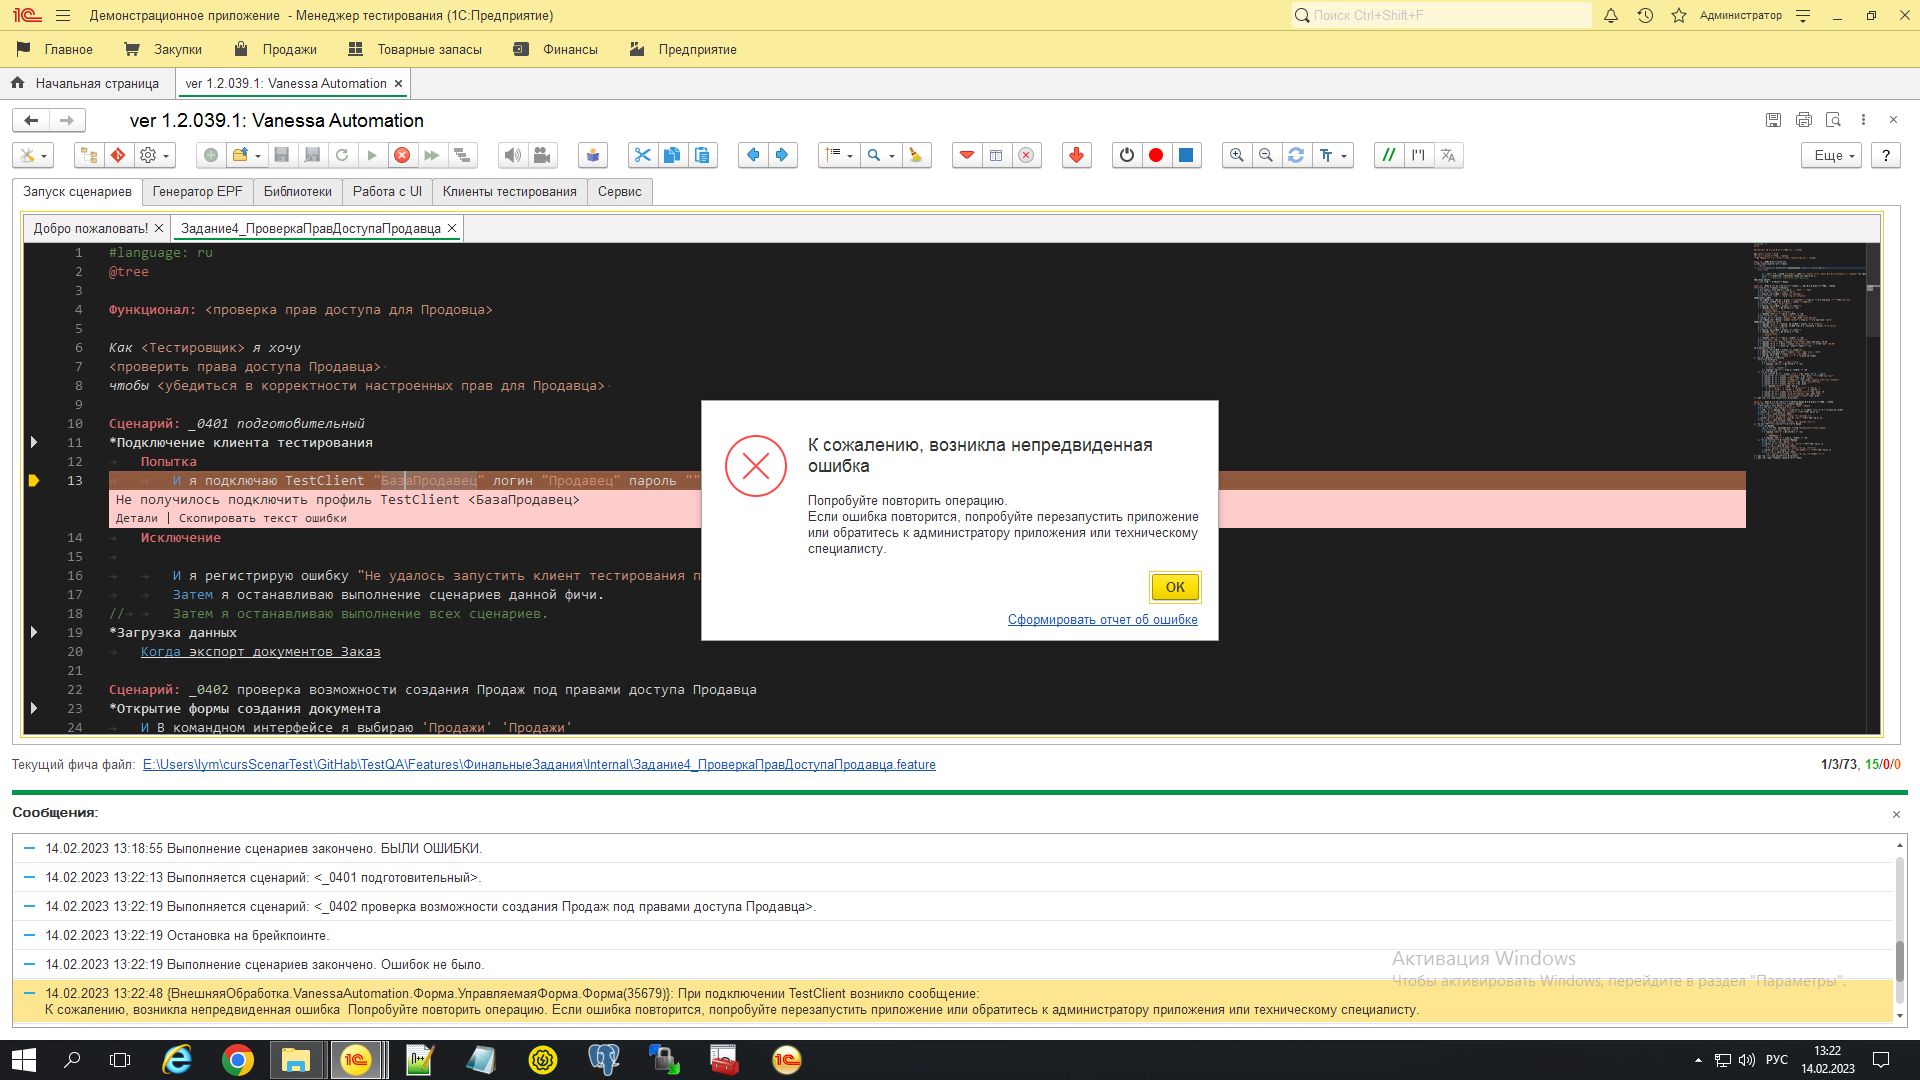 Демонстрационное приложение - Менеджер тестирования (1С:Предприятие)
Поиск Ctrl+Shift+F
Администратор
Главное
Закупки
Продажи
Товарные запасы
Финансы
Предприятие
Начальная страница
ver 1.2.039.1: Vanessa Automation
ver 1.2.039.1: Vanessa Automation
Еще
?
Запуск сценариев
Генератор EPF
Библиотеки
Работа с UI
Клиенты тестирования
Сервис
Добро пожаловать!
Задание4_ПроверкаПравДоступаПродавца
1 #language: ru
2 @tree
3
4 Функционал: <проверка прав доступа для Продовца>
5
6 Как <Тестировщик> я хочу
7 <проверить права доступа Продавца>
8 чтобы <убедиться в корректности настроенных прав для Продавца>
9
10 Сценарий: _0401 подготовительный
11 *Подключение клиента тестирования
12 Попытка
13 И я подключаю TestClient "БазаПродавец" логин "Продавец" пароль ""
Не получилось подключить профиль TestClient <БазаПродавец>
Детали | Скопировать текст ошибки
14 Исключение
15
16 И я регистрирую ошибку "Не удалось запустить клиент тестирования п
17 Затем я останавливаю выполнение сценариев данной фичи.
18 // Затем я останавливаю выполнение всех сценариев.
19 *Загрузка данных
20 Когда экспорт документов Заказ
21
22 Сценарий: _0402 проверка возможности создания Продаж под правами доступа Продавца
23 *Открытие формы создания документа
24 И В командном интерфейсе я выбираю 'Продажи' 'Продажи'
К сожалению, возникла непредвиденная
ошибка
Попробуйте повторить операцию.
Если ошибка повторится, попробуйте перезапустить приложение
или обратитесь к администратору приложения или техническому
специалисту.
OK
Сформировать отчет об ошибке
Текущий фича файл: E:\Users\lym\cursScenarTest\GitHab\TestQA\Features\ФинальныеЗадания\Internal\Задание4_ПроверкаПравДоступаПродавца.feature
1/3/73, 15/0/0
Сообщения:
14.02.2023 13:18:55 Выполнение сценариев закончено. БЫЛИ ОШИБКИ.
14.02.2023 13:22:13 Выполняется сценарий: <_0401 подготовительный>.
14.02.2023 13:22:19 Выполняется сценарий: <_0402 проверка возможности создания Продаж под правами доступа Продавца>.
14.02.2023 13:22:19 Остановка на брейкпоинте.
14.02.2023 13:22:19 Выполнение сценариев закончено. Ошибок не было.
14.02.2023 13:22:48 {ВнешняяОбработка.VanessaAutomation.Форма.УправляемаяФорма.Форма(35679)}: При подключении TestClient возникло сообщение:
К сожалению, возникла непредвиденная ошибка Попробуйте повторить операцию. Если ошибка повторится, попробуйте перезапустить приложение или обратитесь к администратору приложения или техническому специалисту.
Активация Windows
Чтобы активировать Windows, перейдите в раздел "Параметры".
РУС
13:22
14.02.2023